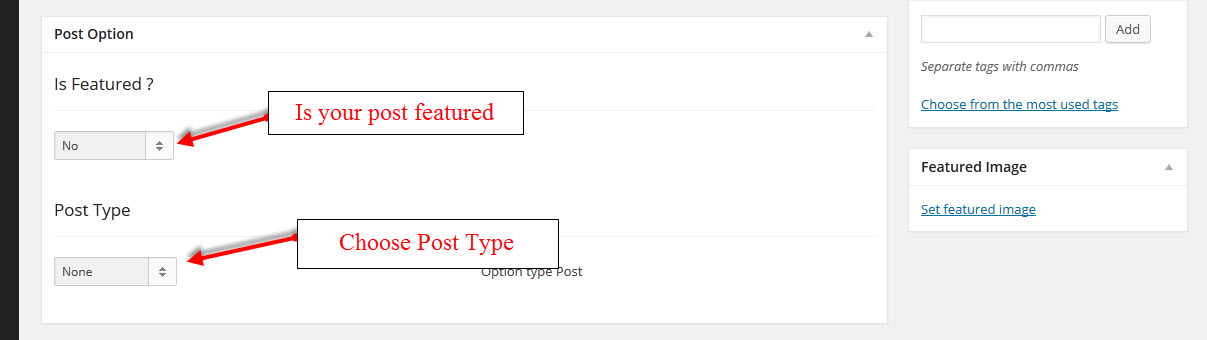 Post Option
Is Featured ?
Is your post featured
No
Post Type
Choose Post Type
None
Option type Post
Add
Separate tags with commas
Choose from the most used tags
Featured Image
Set featured image